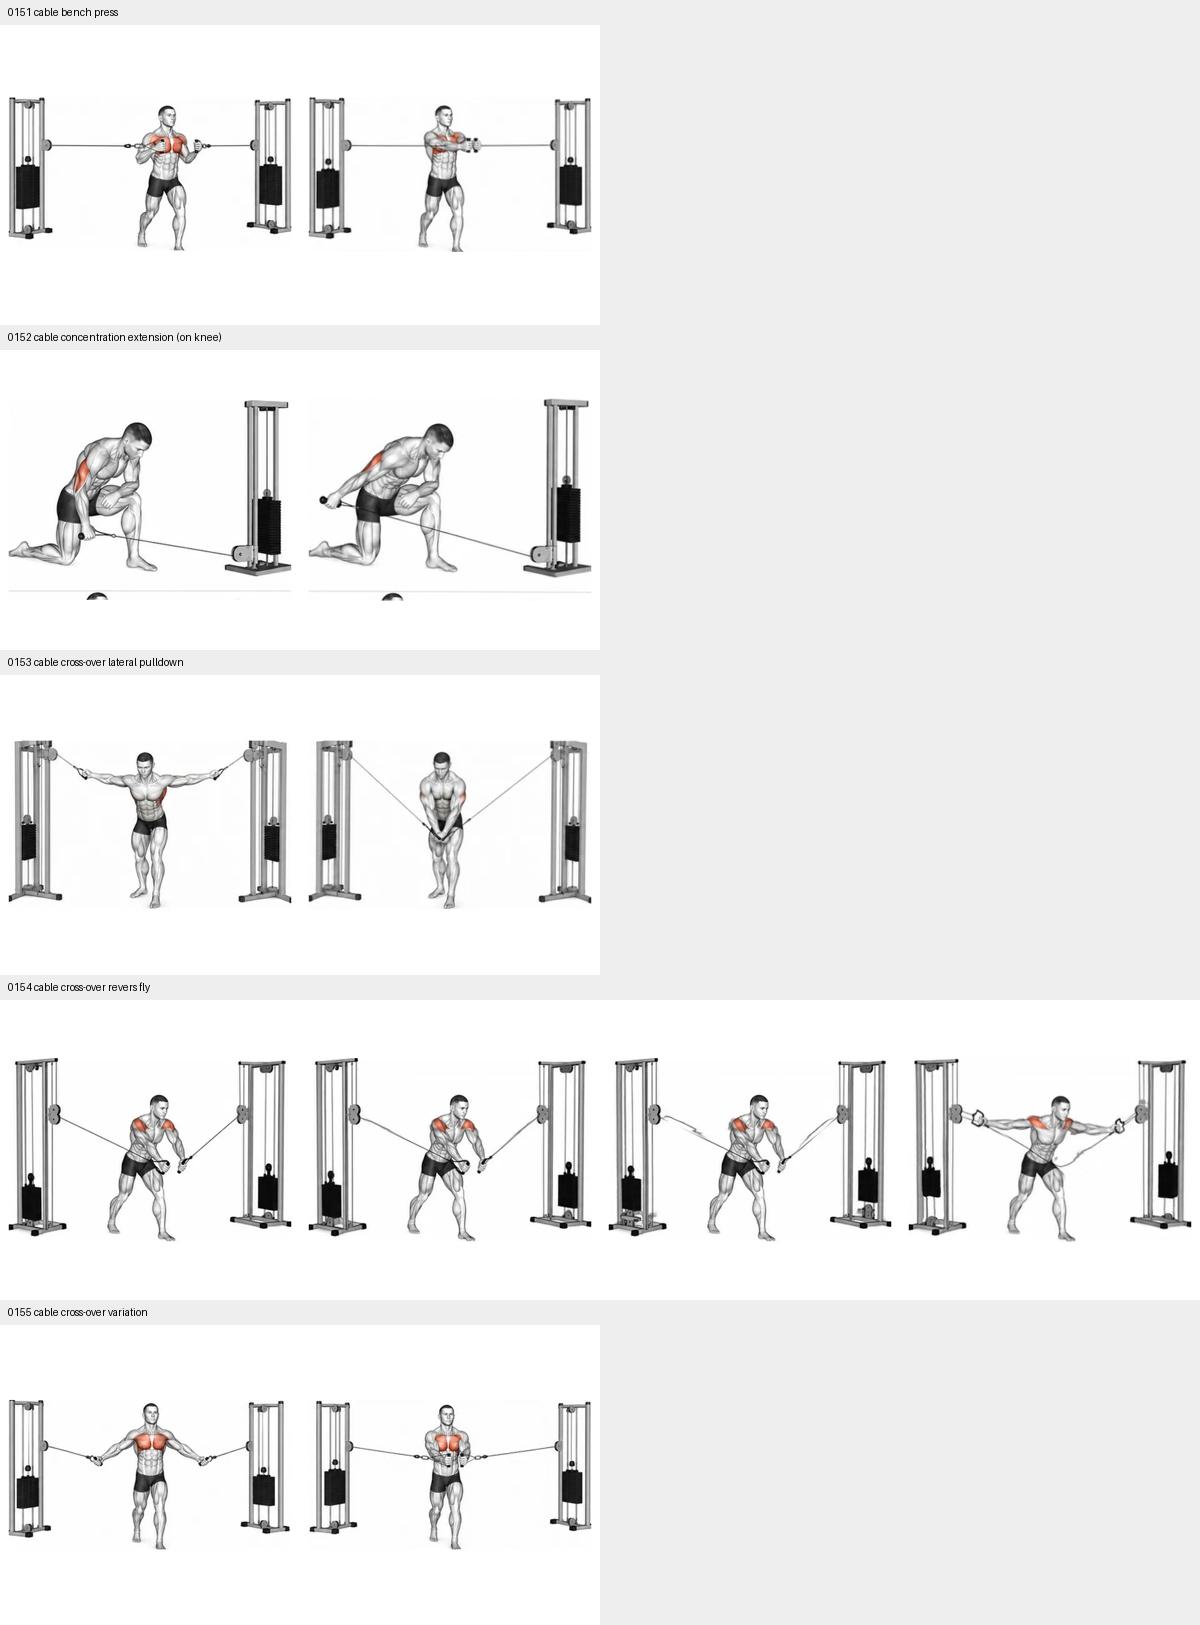 0151 cable bench press
0152 cable concentration extension (on knee)
0153 cable cross-over lateral pulldown
0154 cable cross-over revers fly
0155 cable cross-over variation